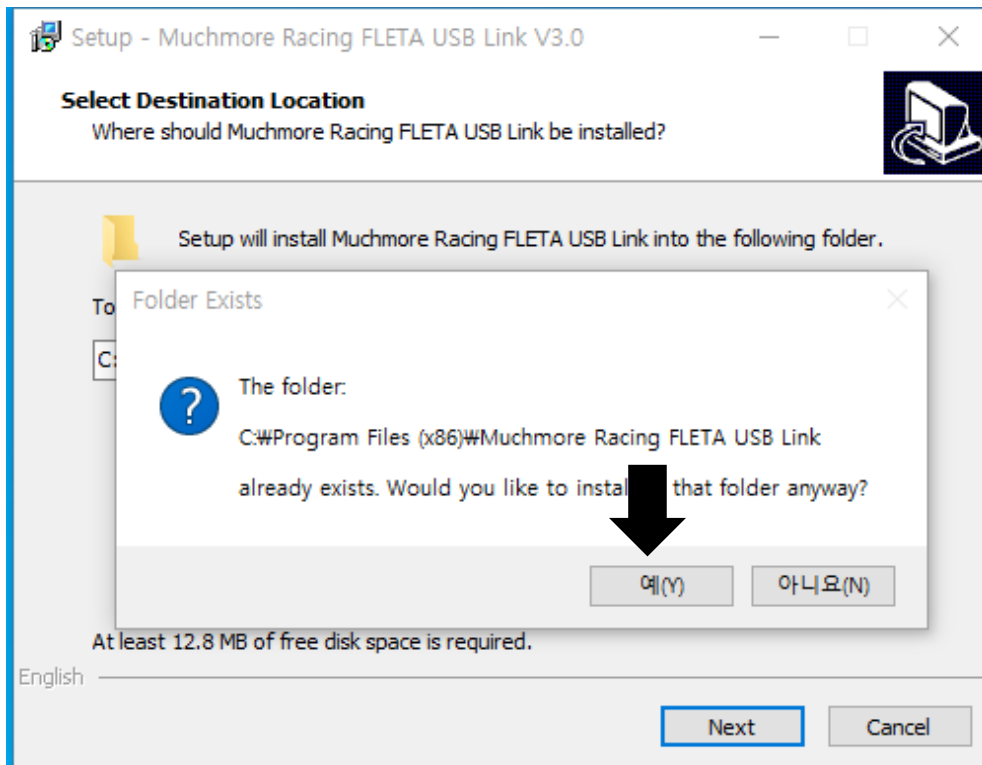 Setup - Muchmore Racing FLETA USB Link V3.0
Select Destination Location
Where should Muchmore Racing FLETA USB Link be installed?
Setup will install Muchmore Racing FLETA USB Link into the following folder.
To
C:
Folder Exists
The folder:
C:₩Program Files (x86)₩Muchmore Racing FLETA USB Link
already exists. Would you like to instal that folder anyway?
예(Y) 아니요(N)
At least 12.8 MB of free disk space is required.
English
Next Cancel